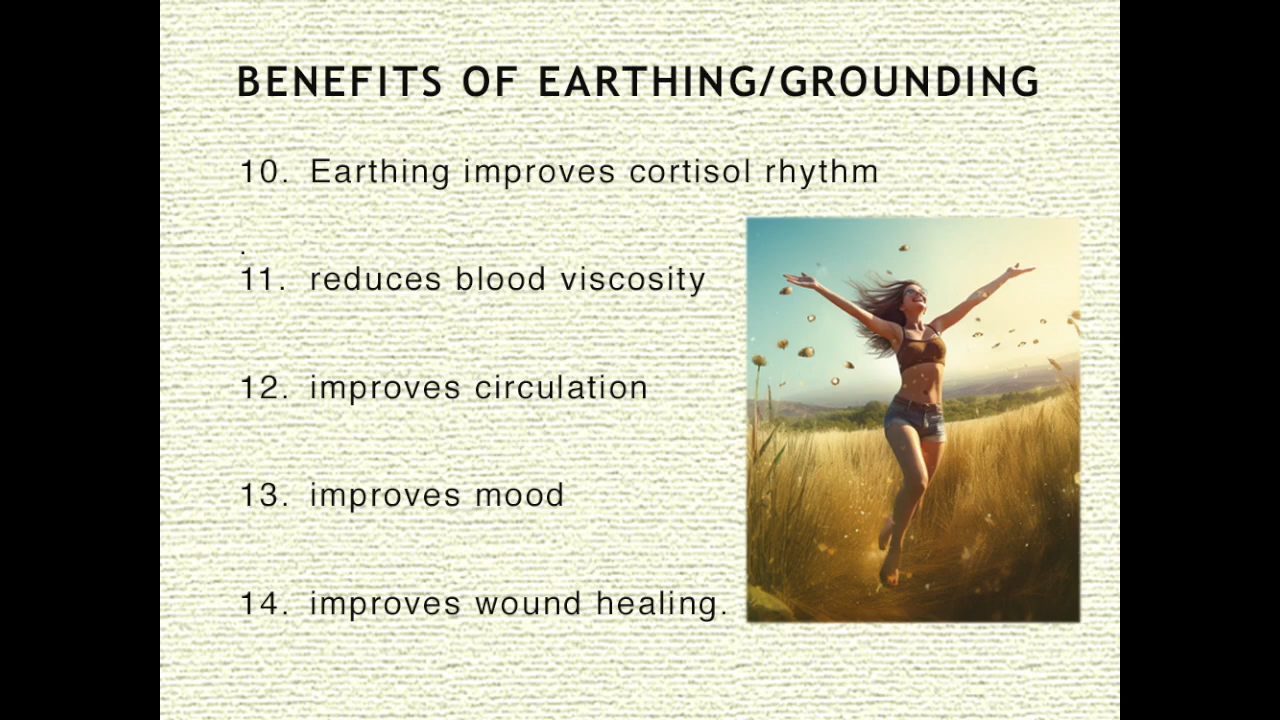 BENEFITS OF EARTHING/GROUNDING
10. Earthing improves cortisol rhythm
.
11. reduces blood viscosity
12. improves circulation
13. improves mood
14. improves wound healing.